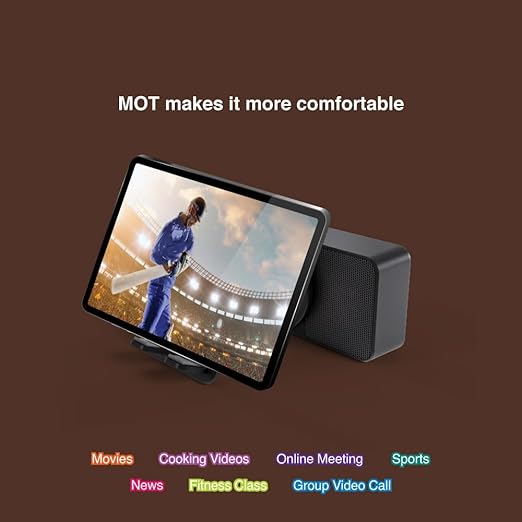 MOT makes it more comfortable
Movies Cooking Videos Online Meeting Sports
News Fitness Class Group Video Call